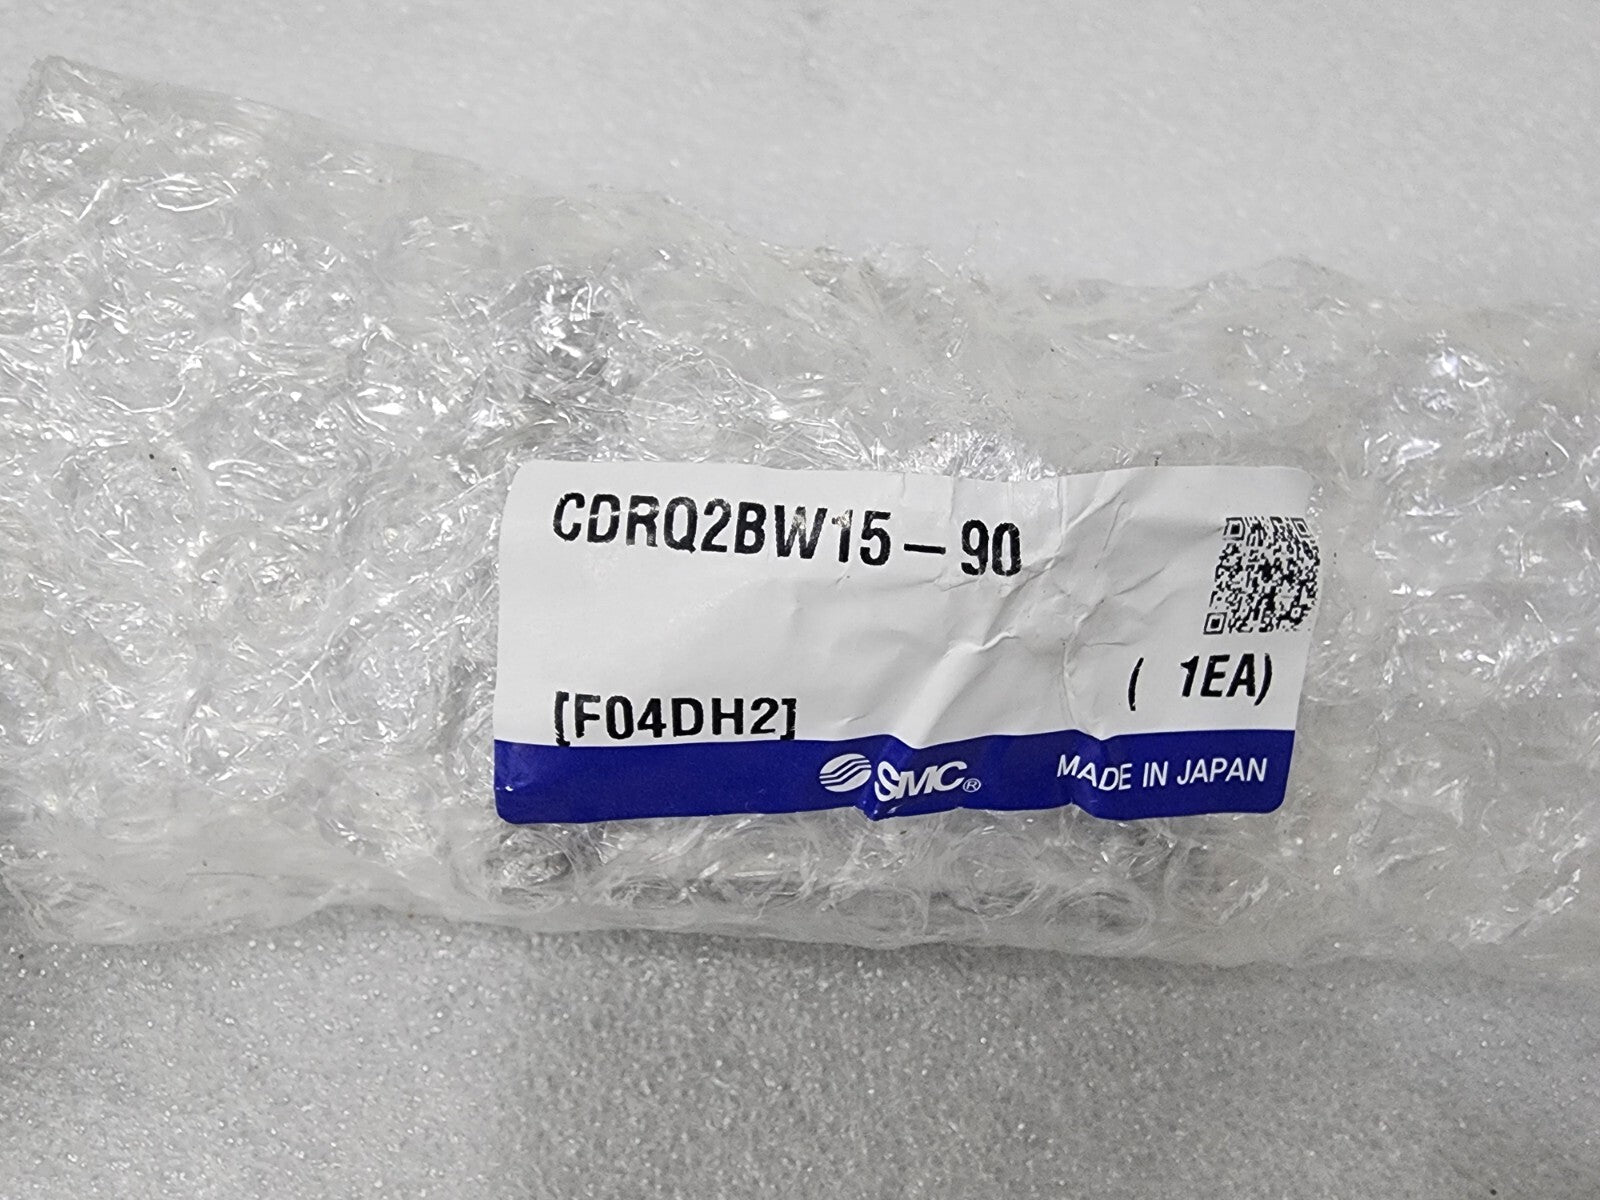 CDRQ2BW15-90
( 1EA)
[F04DH2]
SMC® MADE IN JAPAN